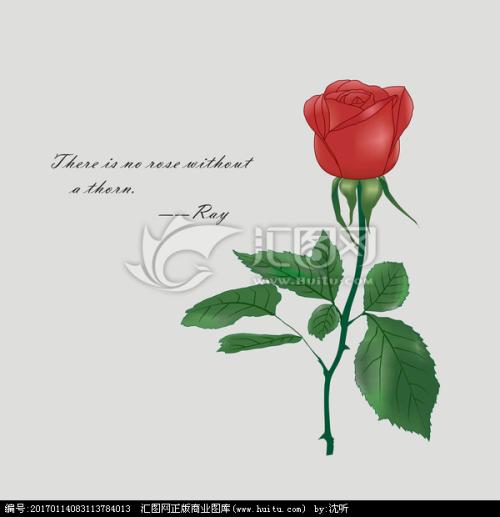 There is no rose without
a thorn.
—— Ray
汇图网
www.huitu.com
编号:20170114083113784013 汇图网正版商业图库( www.huitu.com ) by:沈听